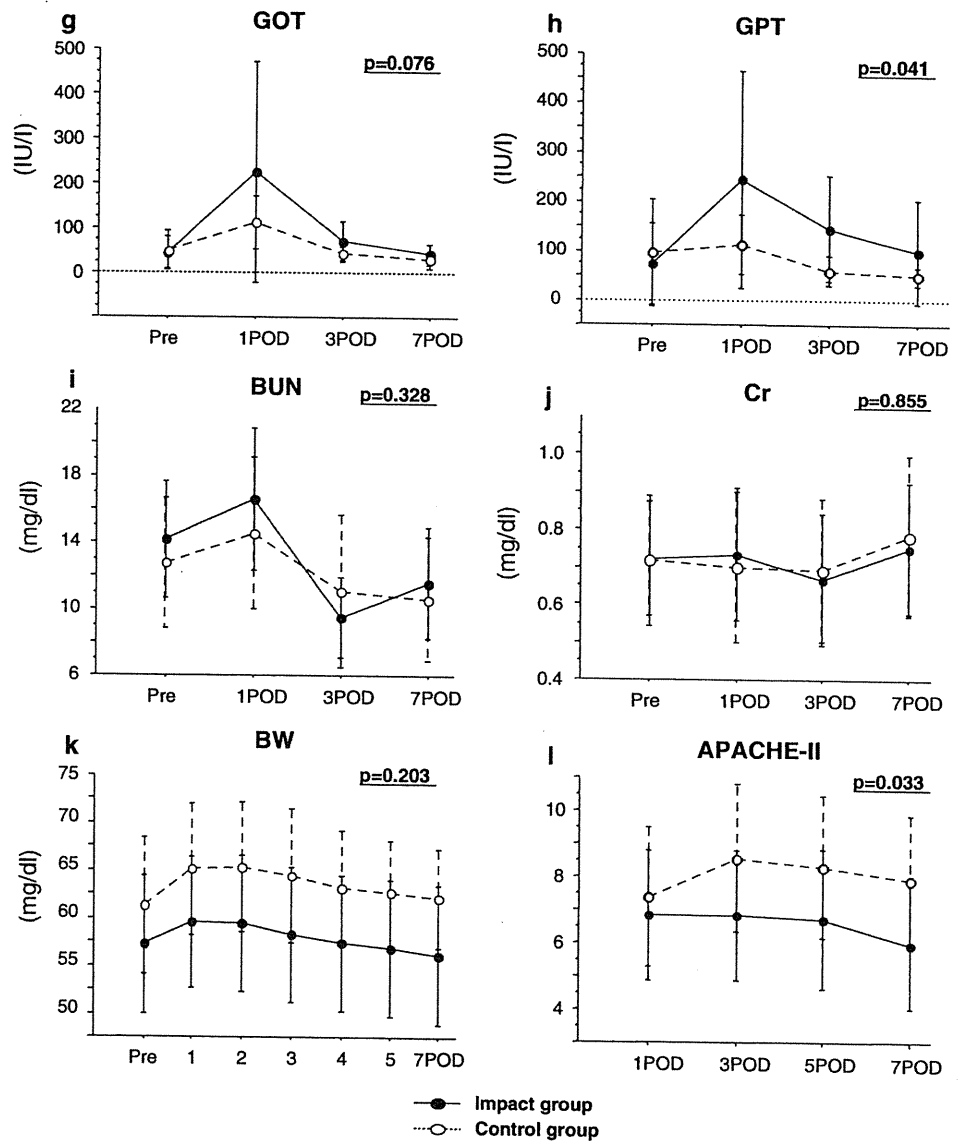 g
GOT
p=0.076
500
400
300
200
100
0
(IU/l)
Pre 1POD 3POD 7POD
h
GPT
p=0.041
500
400
300
200
100
0
(IU/l)
Pre 1POD 3POD 7POD
i
BUN
p=0.328
22
18
14
10
6
(mg/dl)
Pre 1POD 3POD 7POD
j
Cr
p=0.855
1.0
0.8
0.6
0.4
(mg/dl)
Pre 1POD 3POD 7POD
k
BW
p=0.203
75
70
65
60
55
50
(mg/dl)
Pre 1 2 3 4 5 7POD
l
APACHE-II
p=0.033
10
8
6
4
1POD 3POD 5POD 7POD
Impact group
Control group